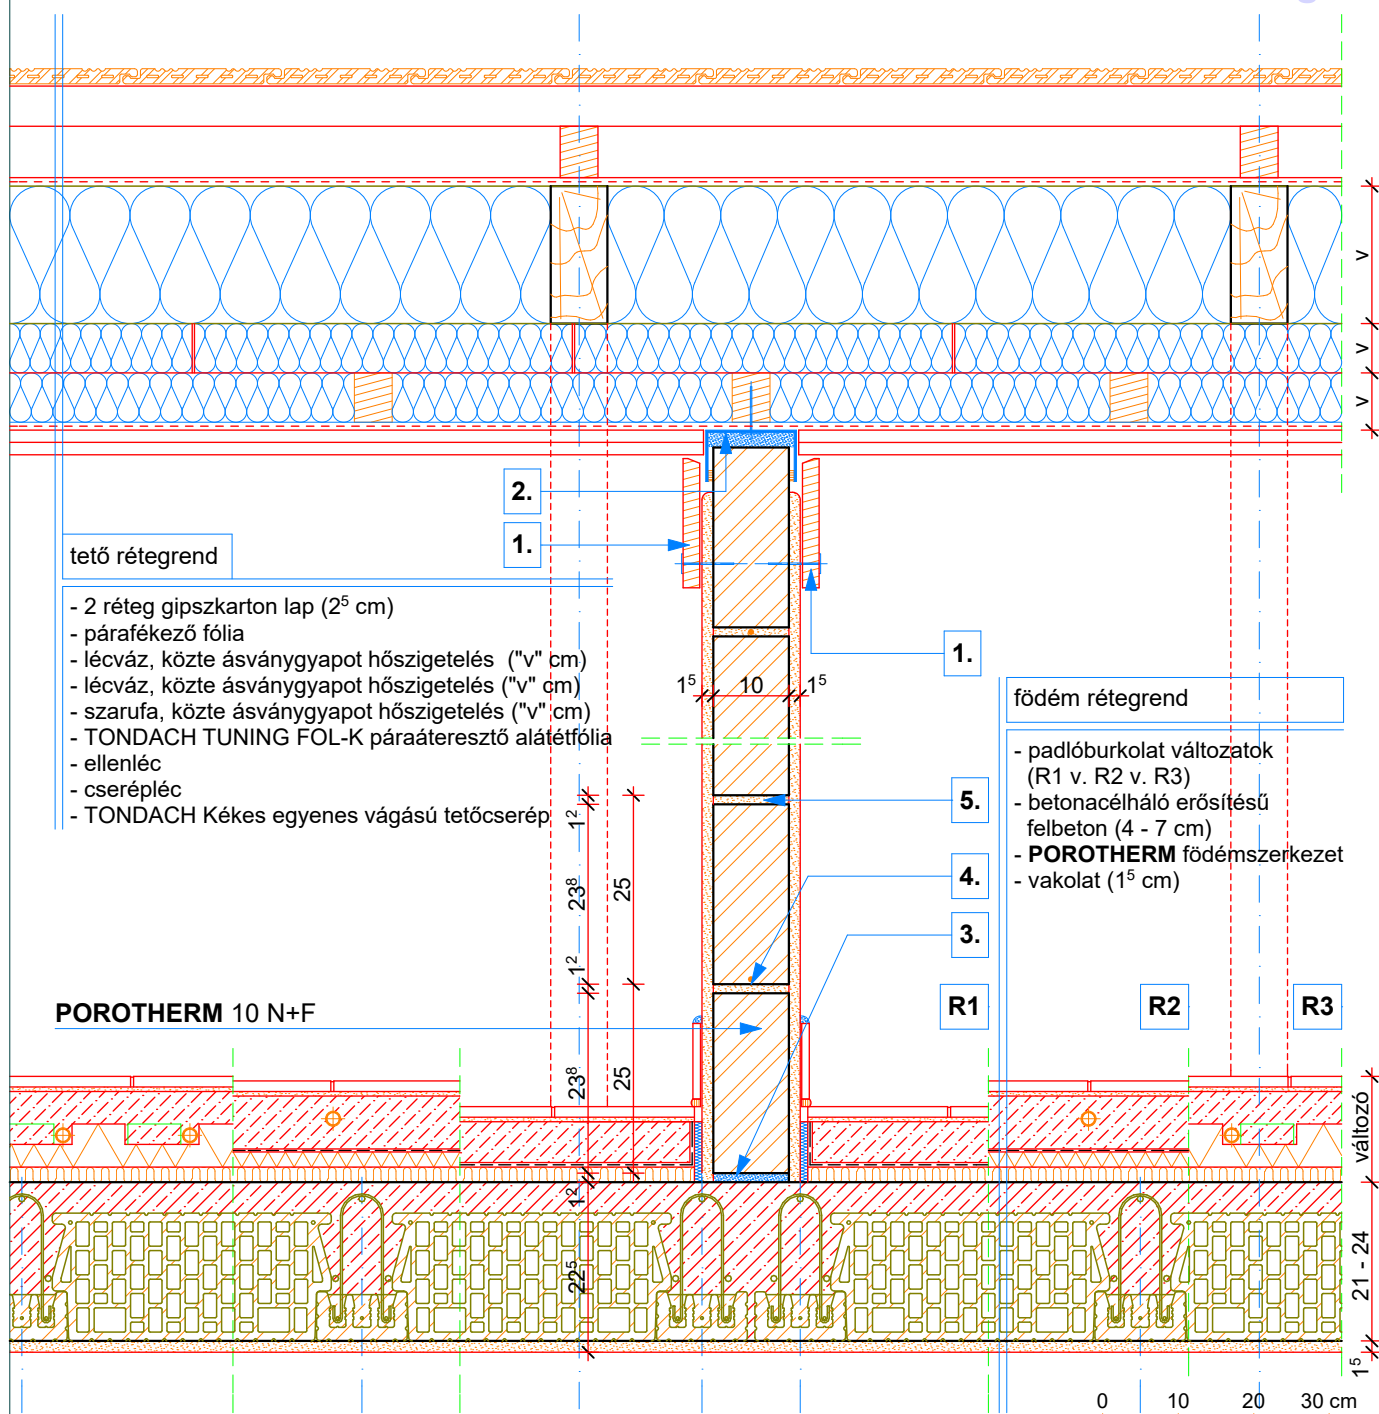 2.
1.
tető rétegrend
- 2 réteg gipszkarton lap (2⁵ cm)
- párafékező fólia
- lécváz, közte ásványgyapot hőszigetelés ("v" cm)
- lécváz, közte ásványgyapot hőszigetelés ("v" cm)
- szarufa, közte ásványgyapot hőszigetelés ("v" cm)
- TONDACH TUNING FOL-K páraáteresztő alátétfólia
- ellenléc
- cserépléc
- TONDACH Kékes egyenes vágású tetőcserép
1.
1⁵ 10 1⁵
födém rétegrend
- padlóburkolat változatok
(R1 v. R2 v. R3)
- betonacélháló erősítésű
felbeton (4 - 7 cm)
- POROTHERM födémszerkezet
- vakolat (1⁵ cm)
5.
4.
3.
R1 R2 R3
POROTHERM 10 N+F
1²
23⁸
25
1²
23⁸
25
1²
22⁵
v
v
v
változó
21 - 24
1⁵
0 10 20 30 cm